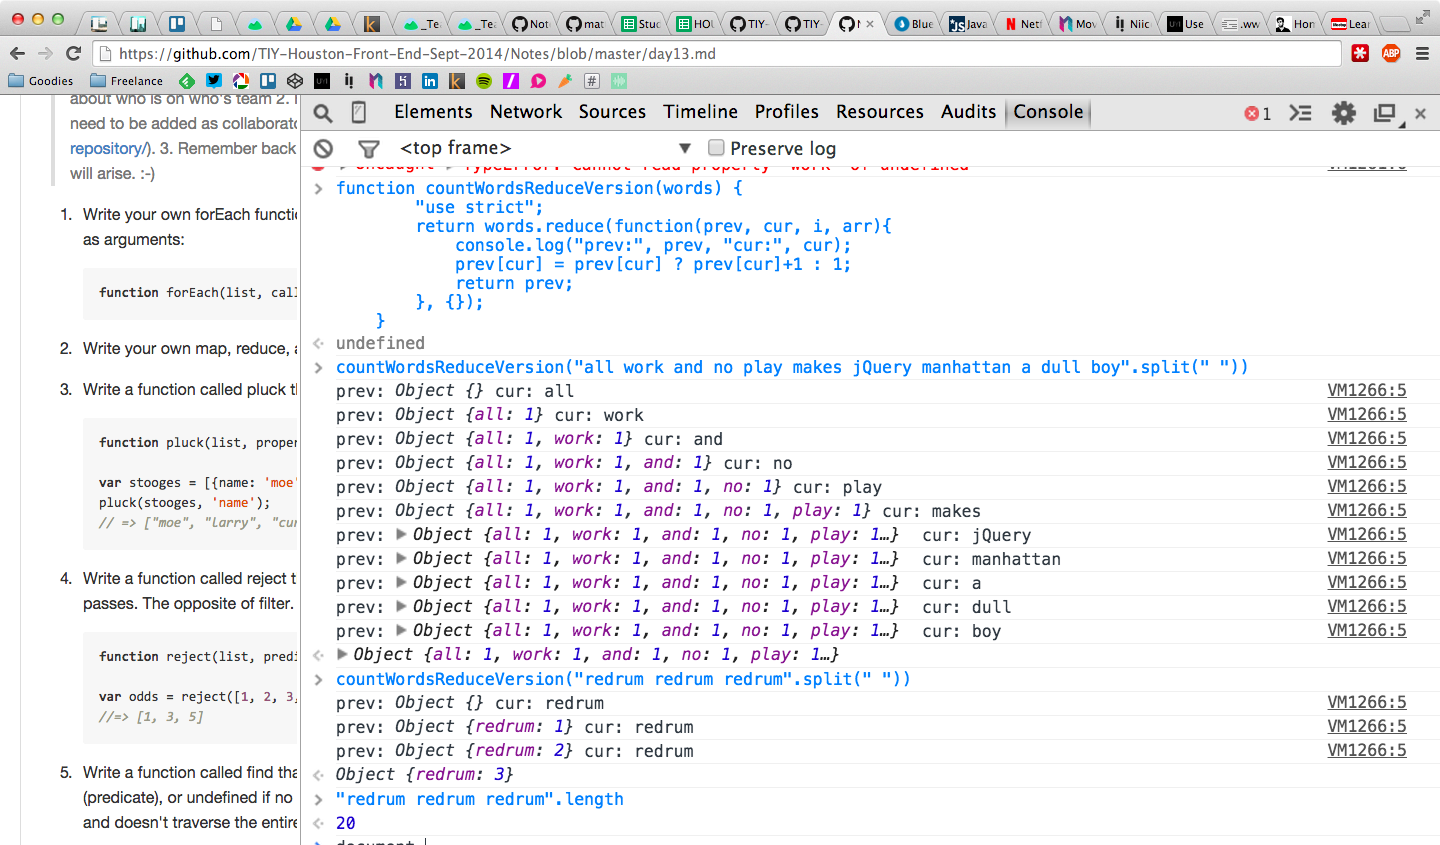 _Tea
_Tea
Not
mat
Stud
HOU
TIY-
TIY-
N
Blue
Java
Netf
Mov
Niic
Use
.ww
Hon
Lear
https://github.com/TIY-Houston-Front-End-Sept-2014/Notes/blob/master/day13.md
ABP
Goodies
Freelance
about who is on who's team 2.
need to be added as collaborato
repository/). 3. Remember back
will arise. :-)
1. Write your own forEach functi
as arguments:
function forEach(list, call
2. Write your own map, reduce, a
3. Write a function called pluck t
function pluck(list, proper
var stooges = [{name: 'moe'
pluck(stooges, 'name');
// => ["moe", "larry", "cur
4. Write a function called reject t
passes. The opposite of filter.
function reject(list, predi
var odds = reject([1, 2, 3,
//=> [1, 3, 5]
5. Write a function called find tha
(predicate), or undefined if no
and doesn't traverse the entire
Elements Network Sources Timeline Profiles Resources Audits Console
1
<top frame>
Preserve log
Uncaught TypeError: Cannot read property 'work' of undefined
function countWordsReduceVersion(words) {
"use strict";
return words.reduce(function(prev, cur, i, arr){
console.log("prev:", prev, "cur:", cur);
prev[cur] = prev[cur] ? prev[cur]+1 : 1;
return prev;
}, {});
}
undefined
countWordsReduceVersion("all work and no play makes jQuery manhattan a dull boy".split(" "))
prev: Object {} cur: all VM1266:5
prev: Object {all: 1} cur: work VM1266:5
prev: Object {all: 1, work: 1} cur: and VM1266:5
prev: Object {all: 1, work: 1, and: 1} cur: no VM1266:5
prev: Object {all: 1, work: 1, and: 1, no: 1} cur: play VM1266:5
prev: Object {all: 1, work: 1, and: 1, no: 1, play: 1} cur: makes VM1266:5
prev: Object {all: 1, work: 1, and: 1, no: 1, play: 1…} cur: jQuery VM1266:5
prev: Object {all: 1, work: 1, and: 1, no: 1, play: 1…} cur: manhattan VM1266:5
prev: Object {all: 1, work: 1, and: 1, no: 1, play: 1…} cur: a VM1266:5
prev: Object {all: 1, work: 1, and: 1, no: 1, play: 1…} cur: dull VM1266:5
prev: Object {all: 1, work: 1, and: 1, no: 1, play: 1…} cur: boy VM1266:5
Object {all: 1, work: 1, and: 1, no: 1, play: 1…}
countWordsReduceVersion("redrum redrum redrum".split(" "))
prev: Object {} cur: redrum VM1266:5
prev: Object {redrum: 1} cur: redrum VM1266:5
prev: Object {redrum: 2} cur: redrum VM1266:5
Object {redrum: 3}
"redrum redrum redrum".length
20
document.